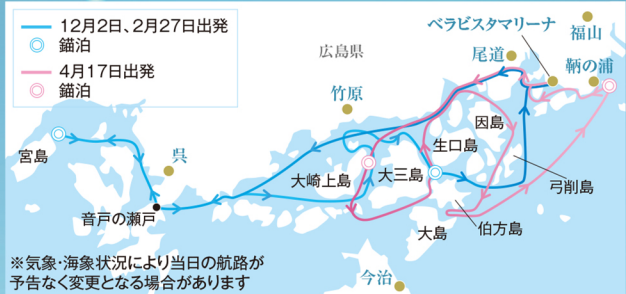 12月2日、2月27日出発
錨泊
4月17日出発
錨泊
広島県
ベラビスタマリーナ
福山
尾道
鞆の浦
竹原
因島
生口島
宮島
呉
大崎上島
大三島
弓削島
音戸の瀬戸
伯方島
大島
今治
※気象・海象状況により当日の航路が
予告なく変更となる場合があります